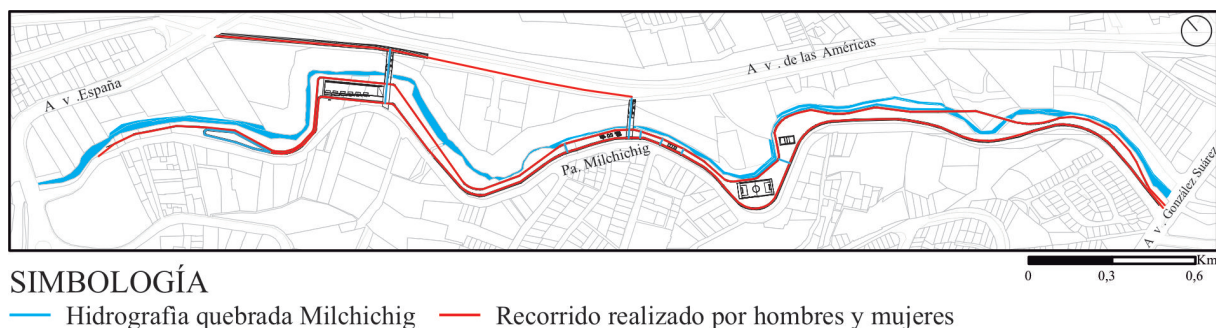 A v . de las Américas
A v .España
Pa. Milchichig
A v . González Suárez
Km
0 0,3 0,6
SIMBOLOGÍA
Hidrografia quebrada Milchichig Recorrido realizado por hombres y mujeres